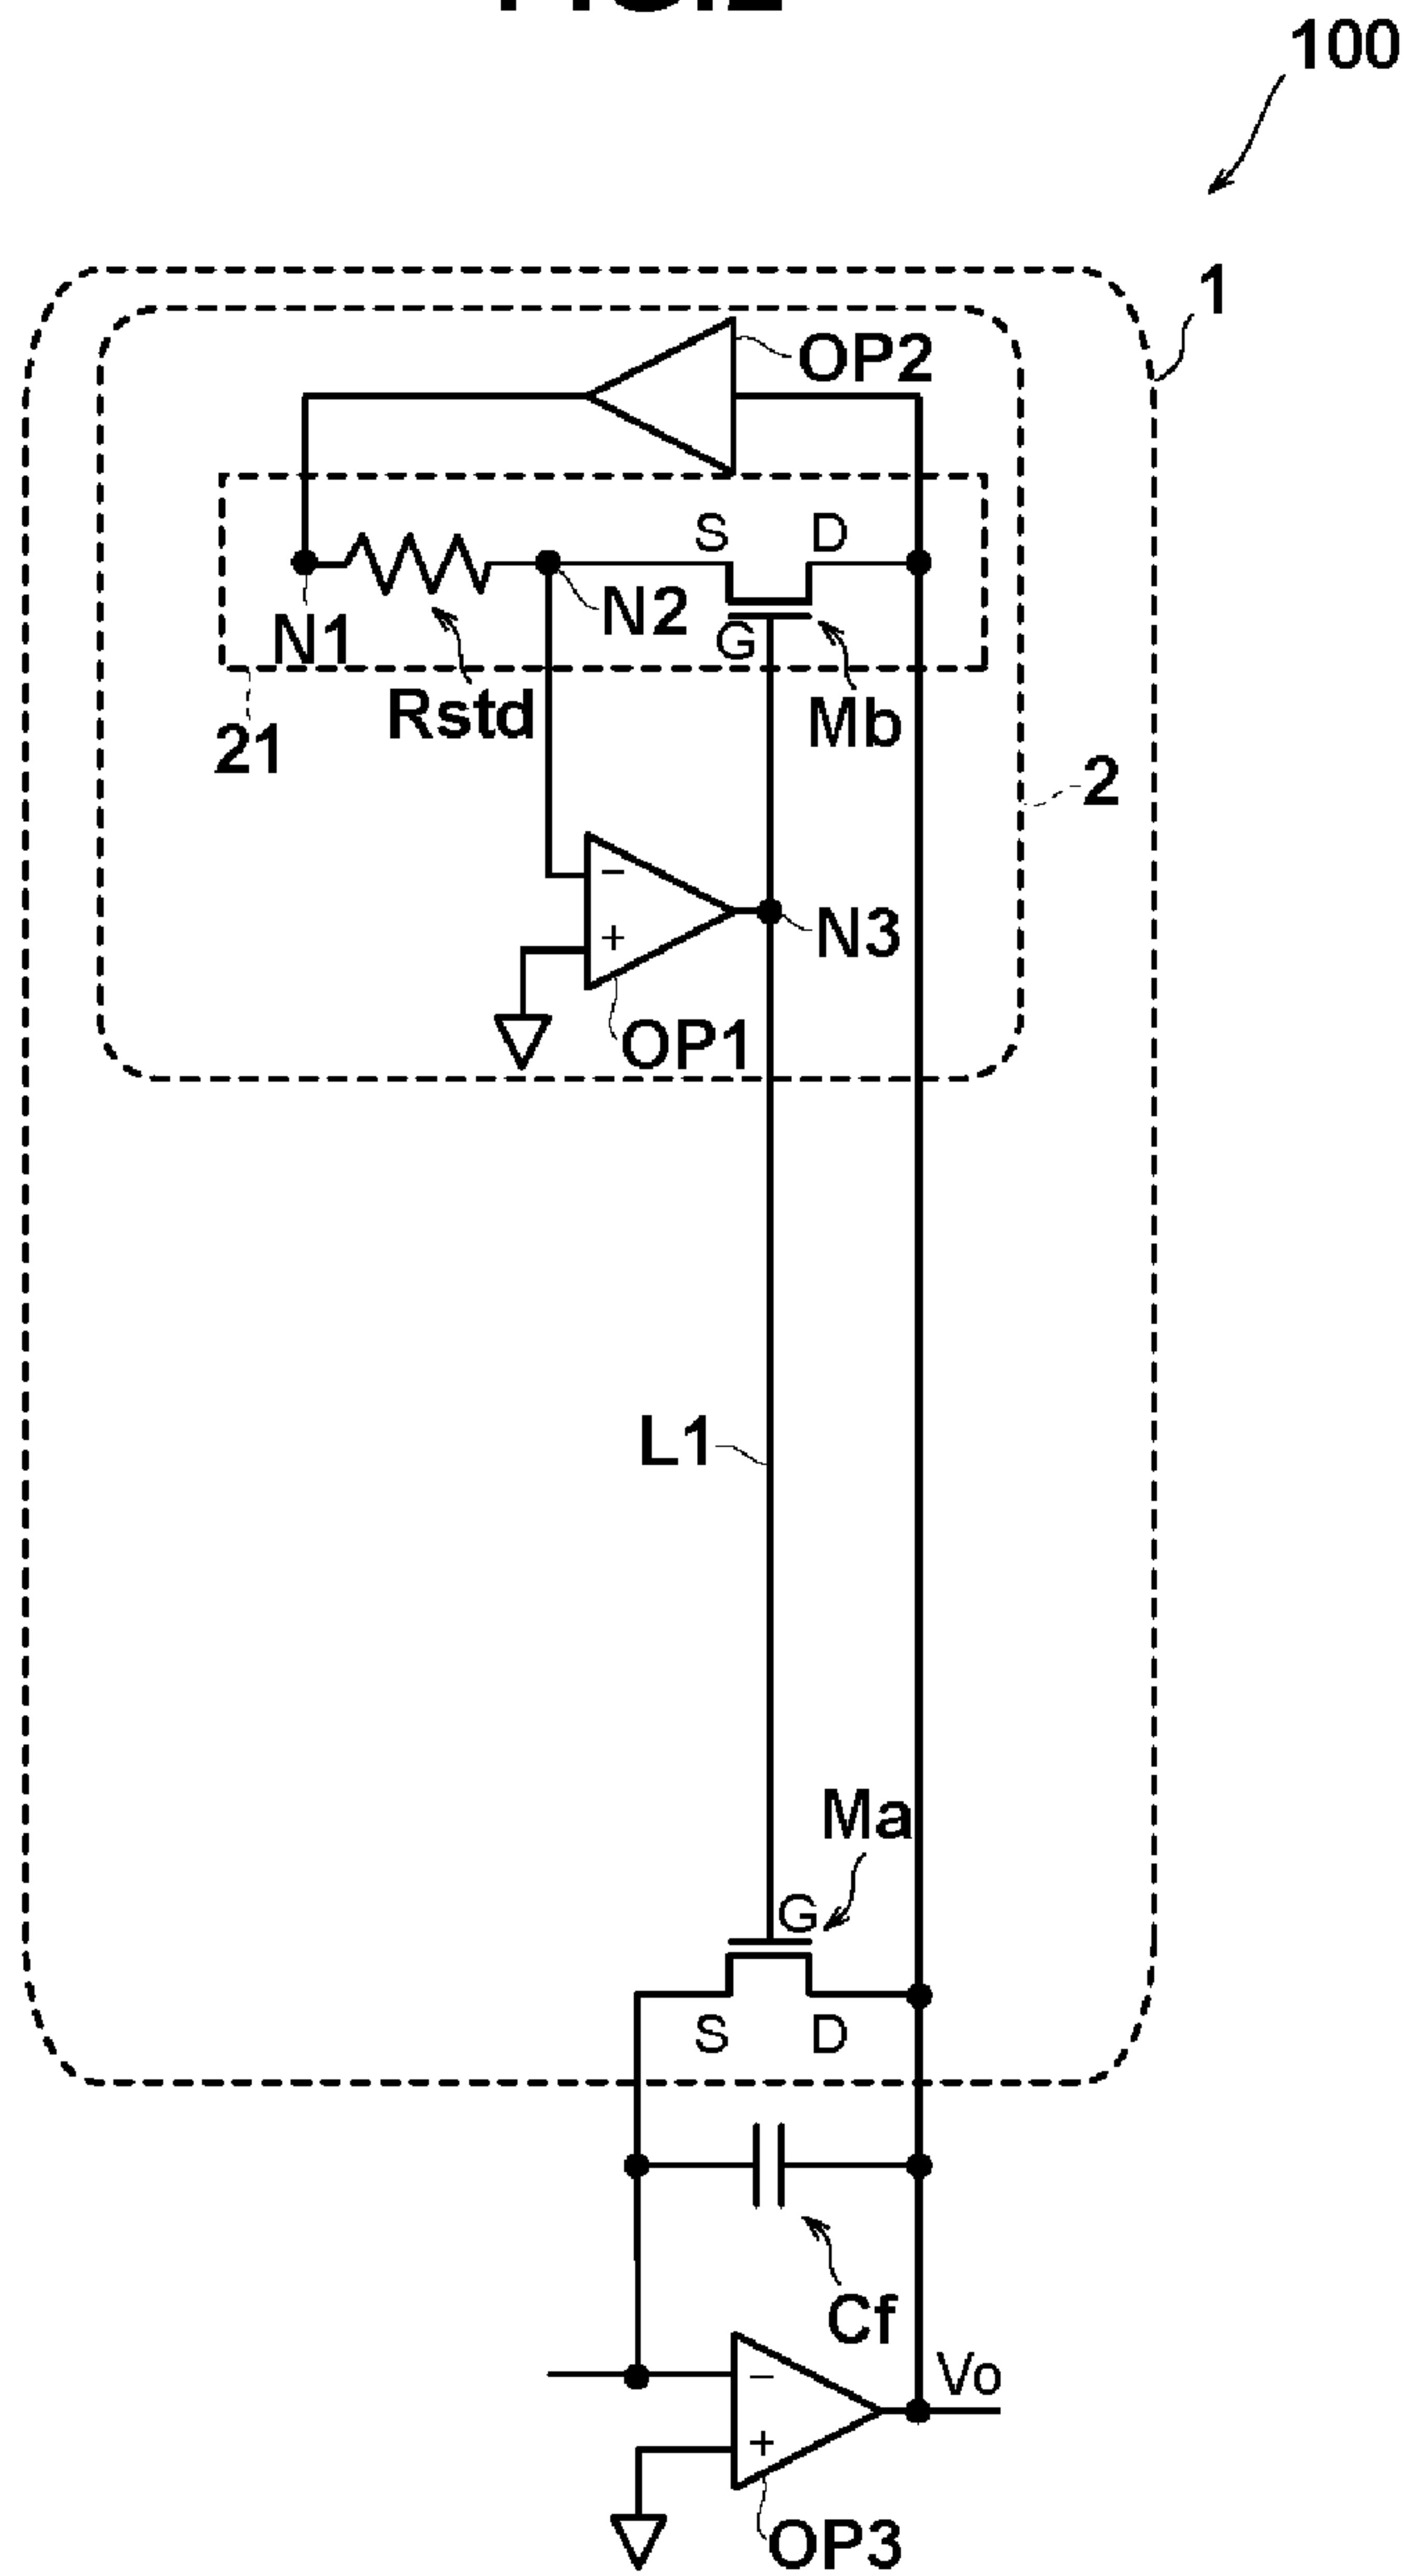 100
1
OP2
S D
N1
N2
G
Rstd
Mb
21
2
−
N3
+
OP1
L1
Ma
G
S D
Cf
Vo
−
+
OP3